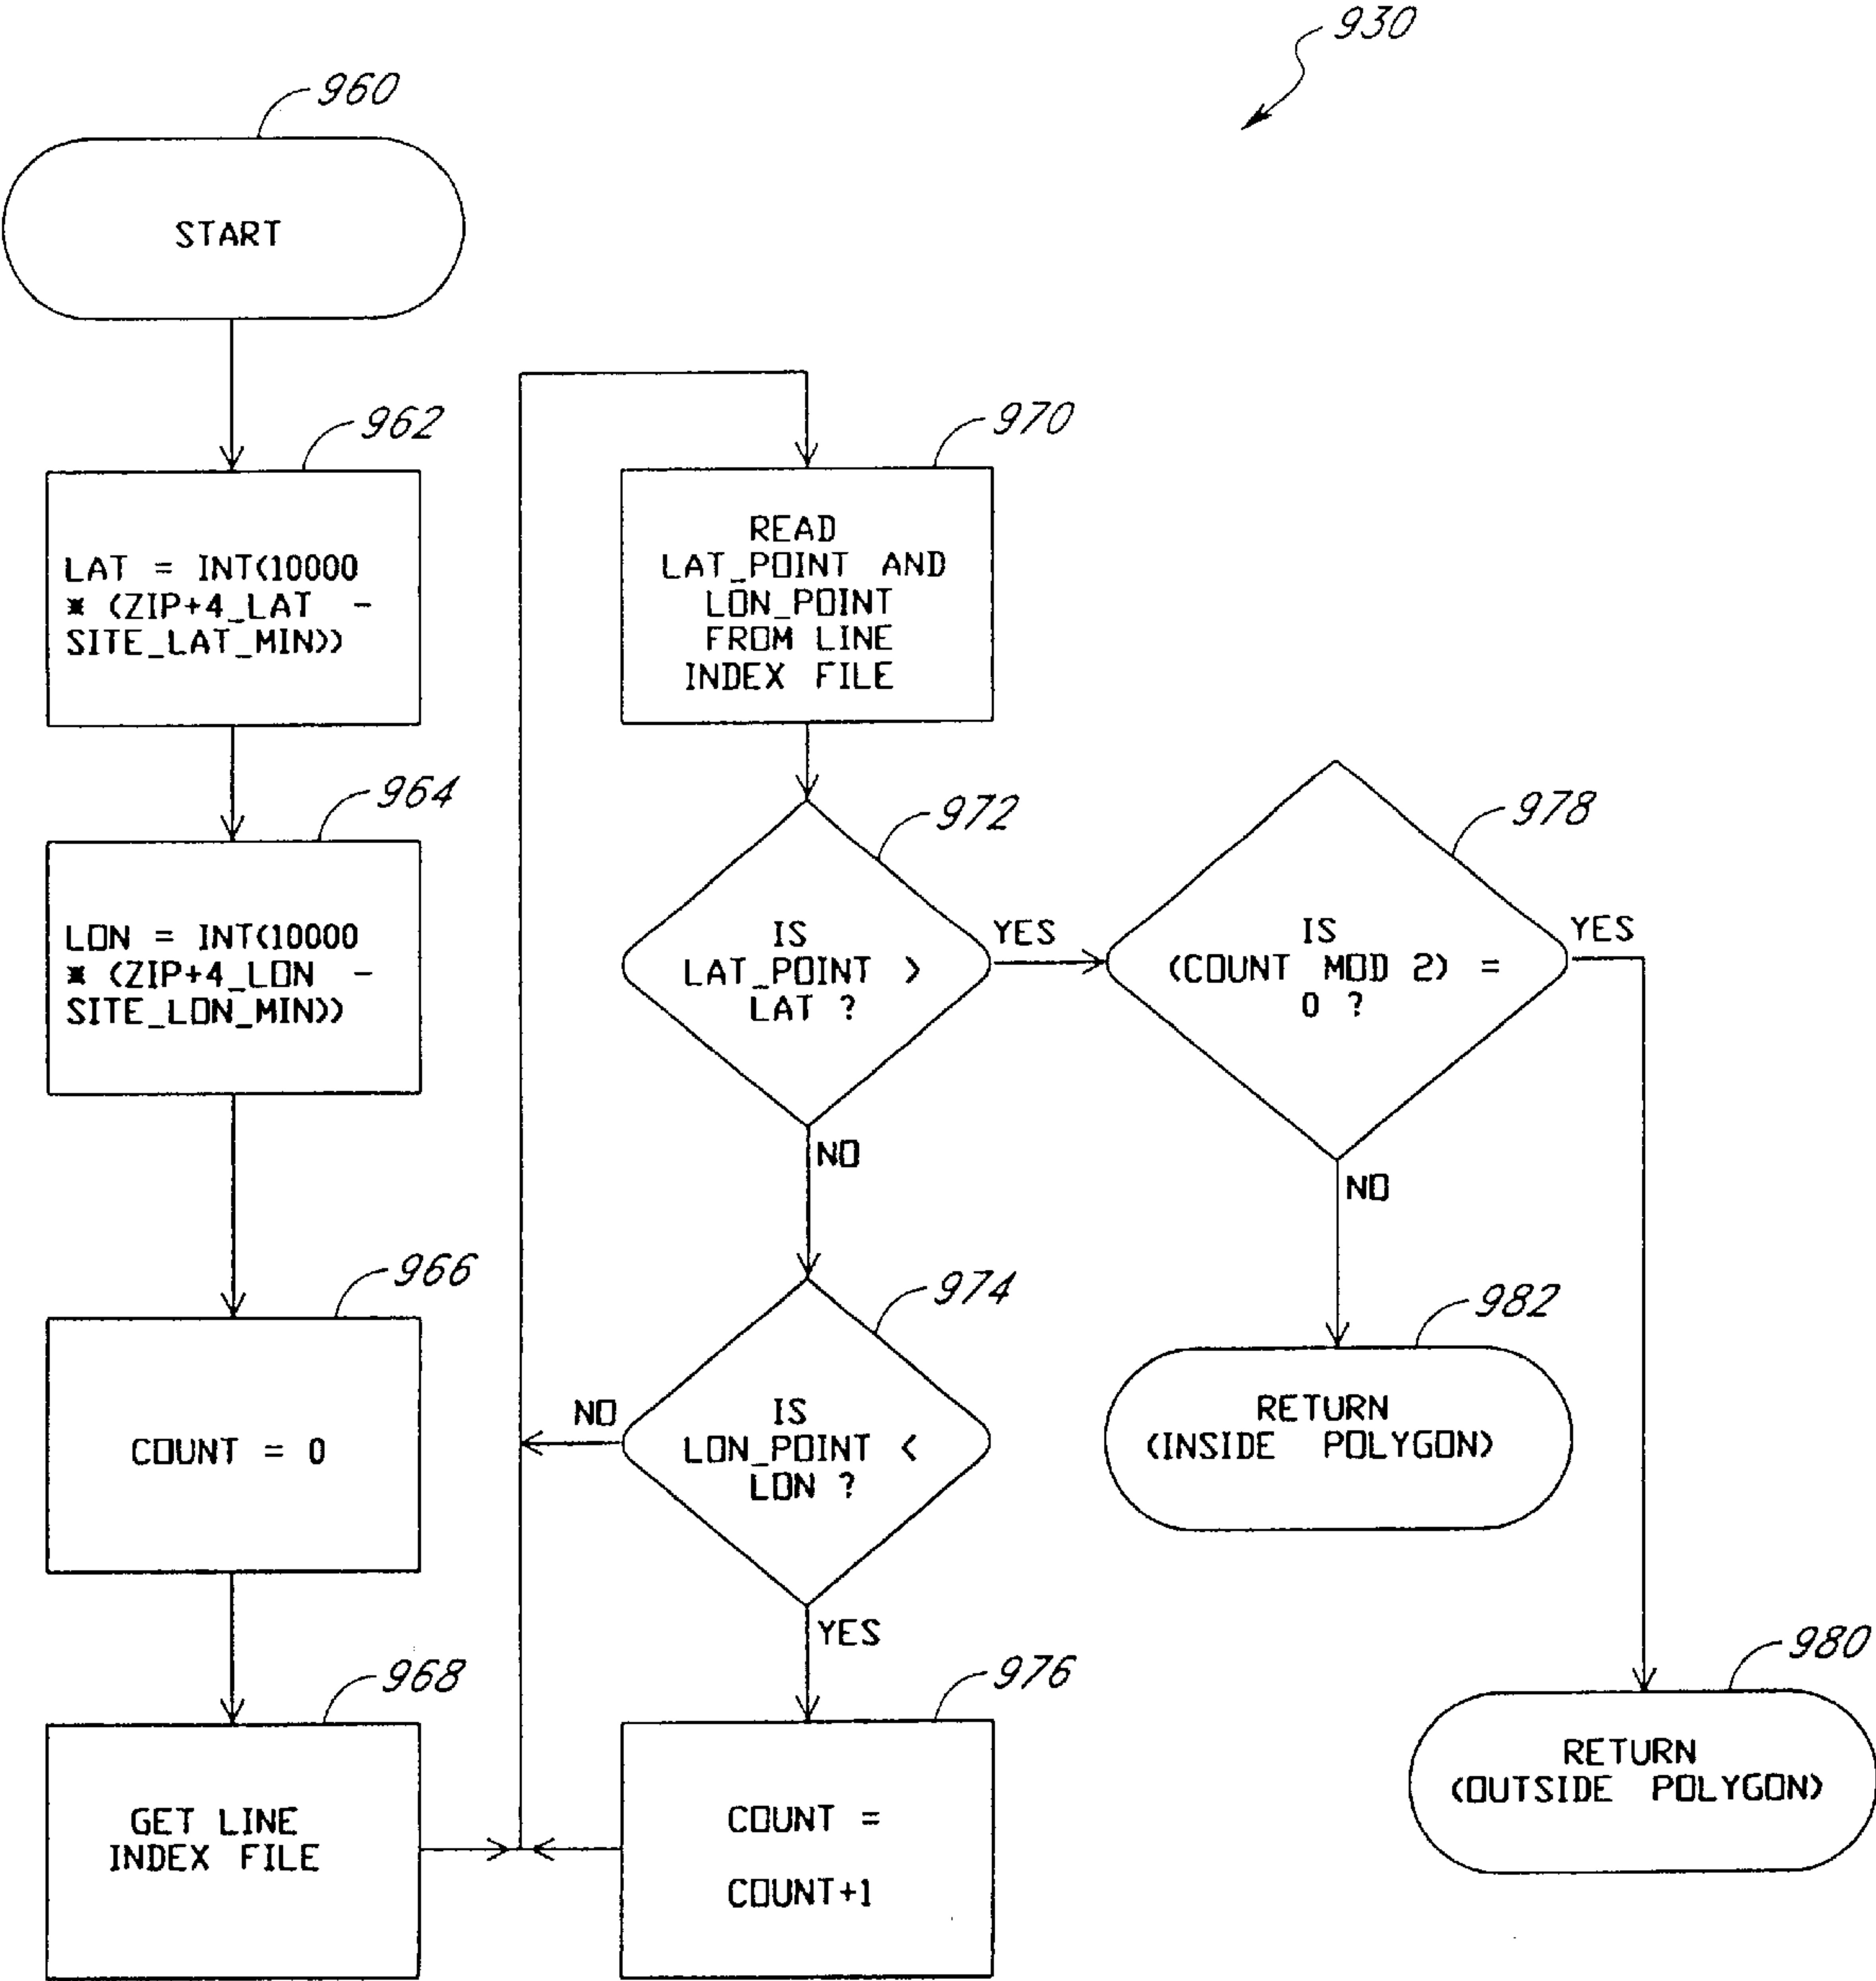 930
960
START
962
LAT = INT(10000
* (ZIP+4_LAT -
SITE_LAT_MIN))
964
LON = INT(10000
* (ZIP+4_LON -
SITE_LON_MIN))
966
COUNT = 0
968
GET LINE
INDEX FILE
970
READ
LAT_POINT AND
LON_POINT
FROM LINE
INDEX FILE
972
IS
LAT_POINT >
LAT ?
YES
NO
974
IS
LON_POINT <
LON ?
NO
YES
976
COUNT =
COUNT+1
978
IS
(COUNT MOD 2) =
0 ?
YES
NO
982
RETURN
(INSIDE POLYGON)
980
RETURN
(OUTSIDE POLYGON)